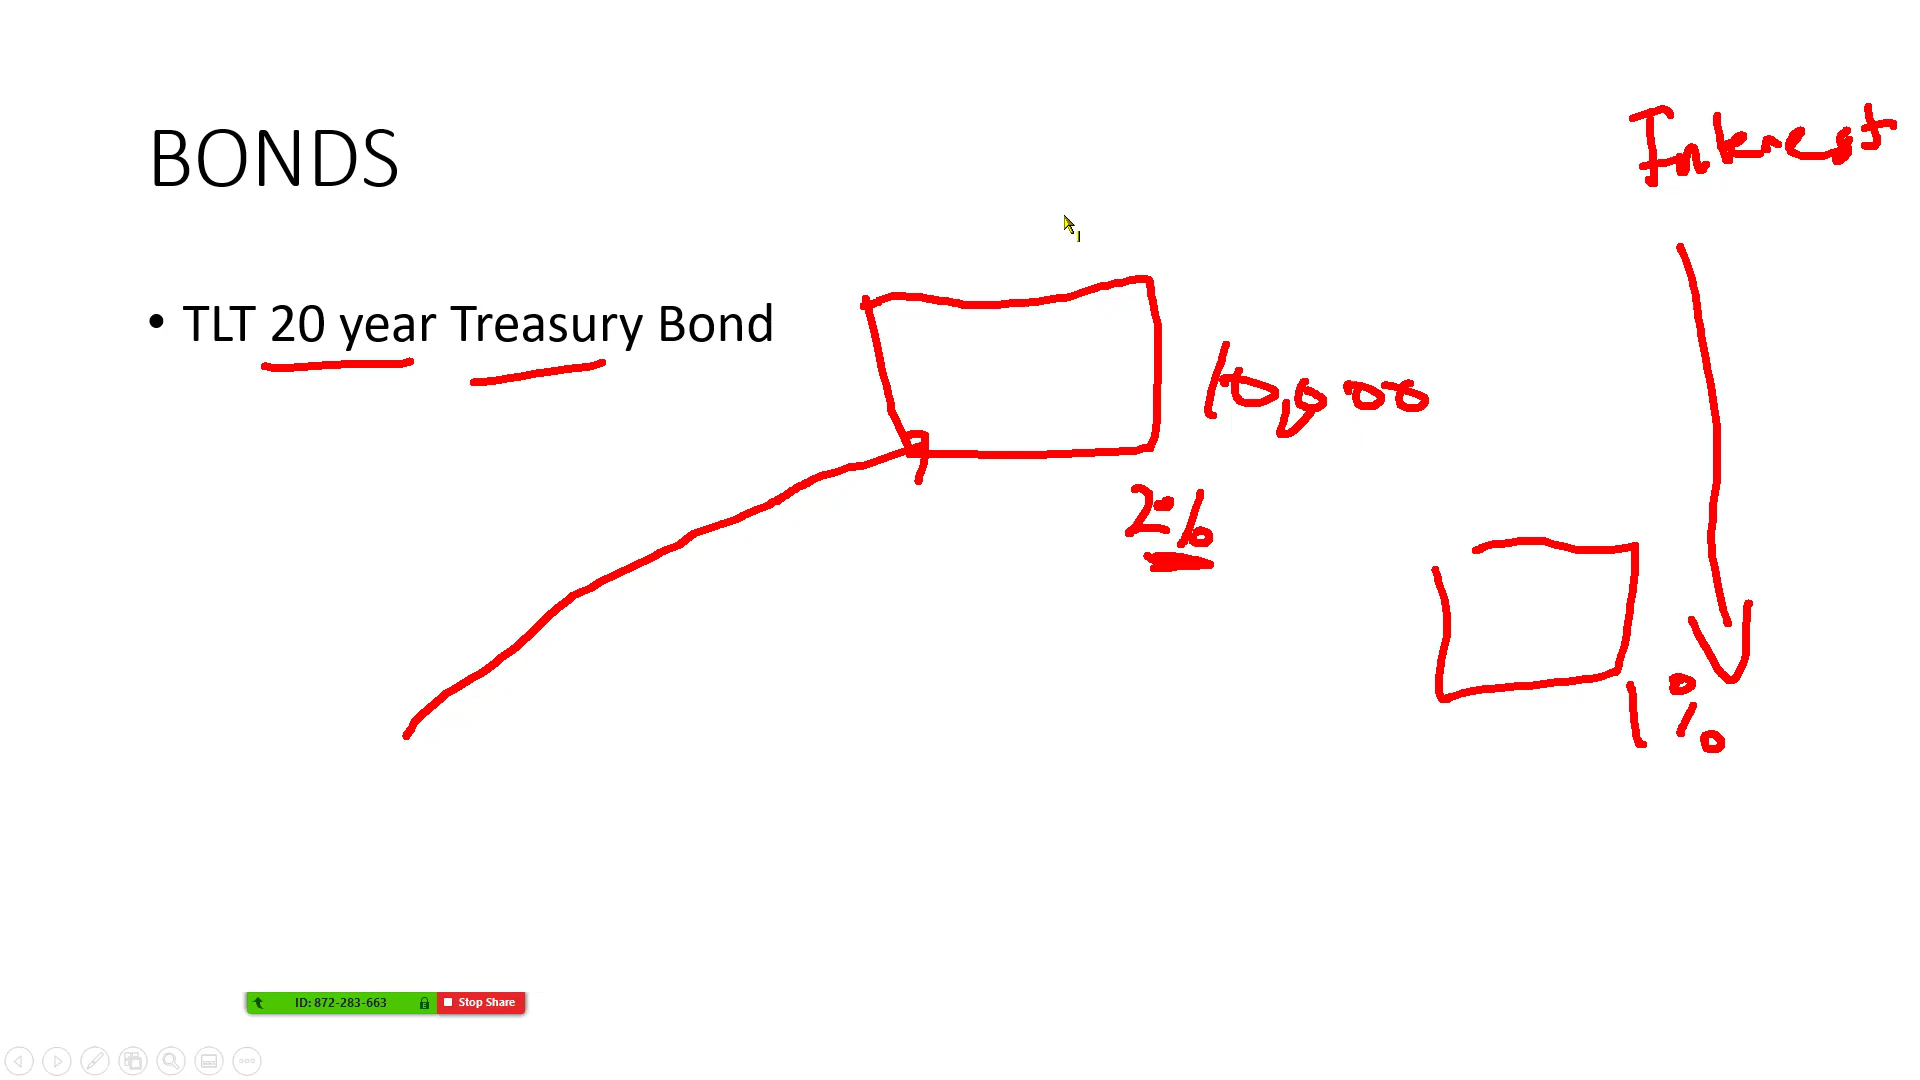 BONDS
Interest
• TLT 20 year Treasury Bond
10,000
2%
1%
ID: 872-283-663
Stop Share